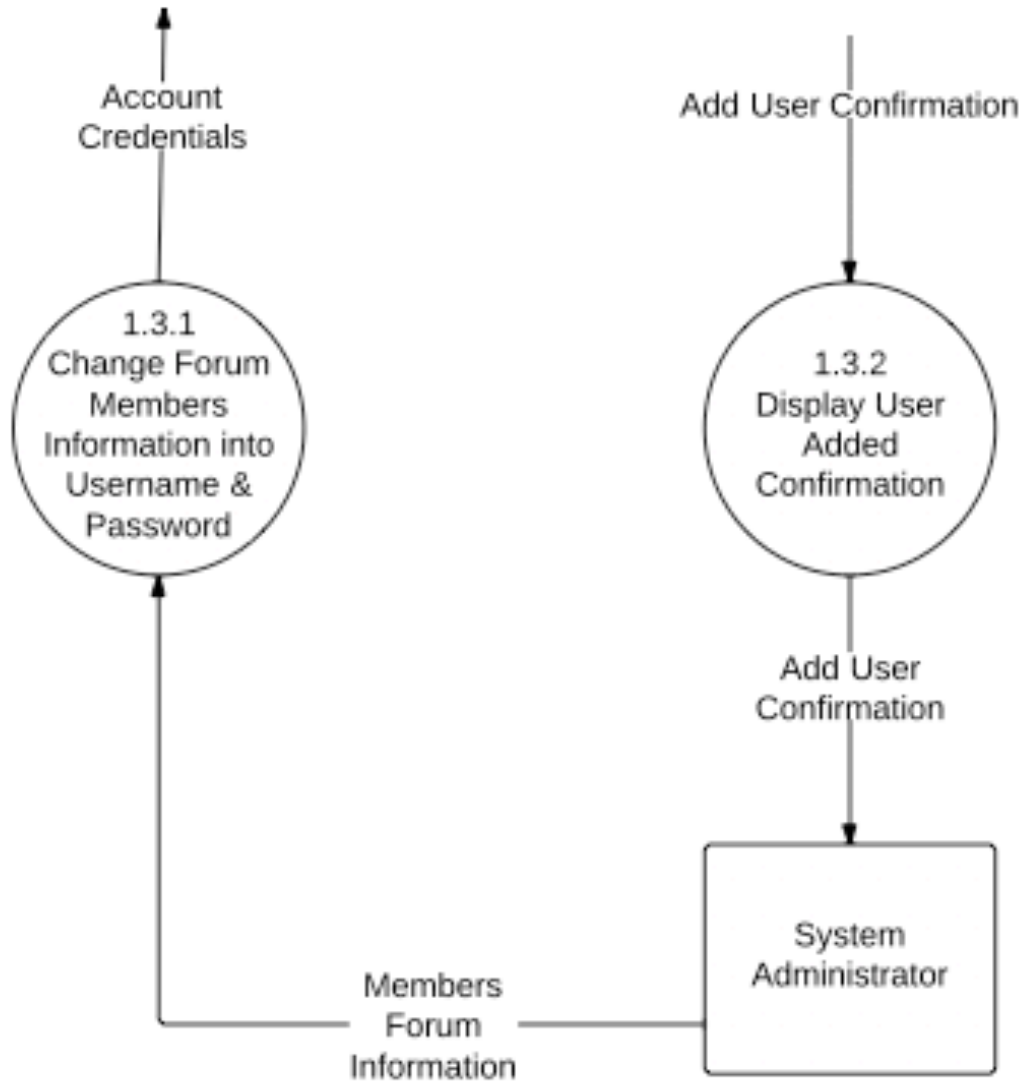 Account
Credentials
Add User Confirmation
1.3.1
Change Forum
Members
Information into
Username &
Password
1.3.2
Display User
Added
Confirmation
Add User
Confirmation
System
Administrator
Members
Forum
Information